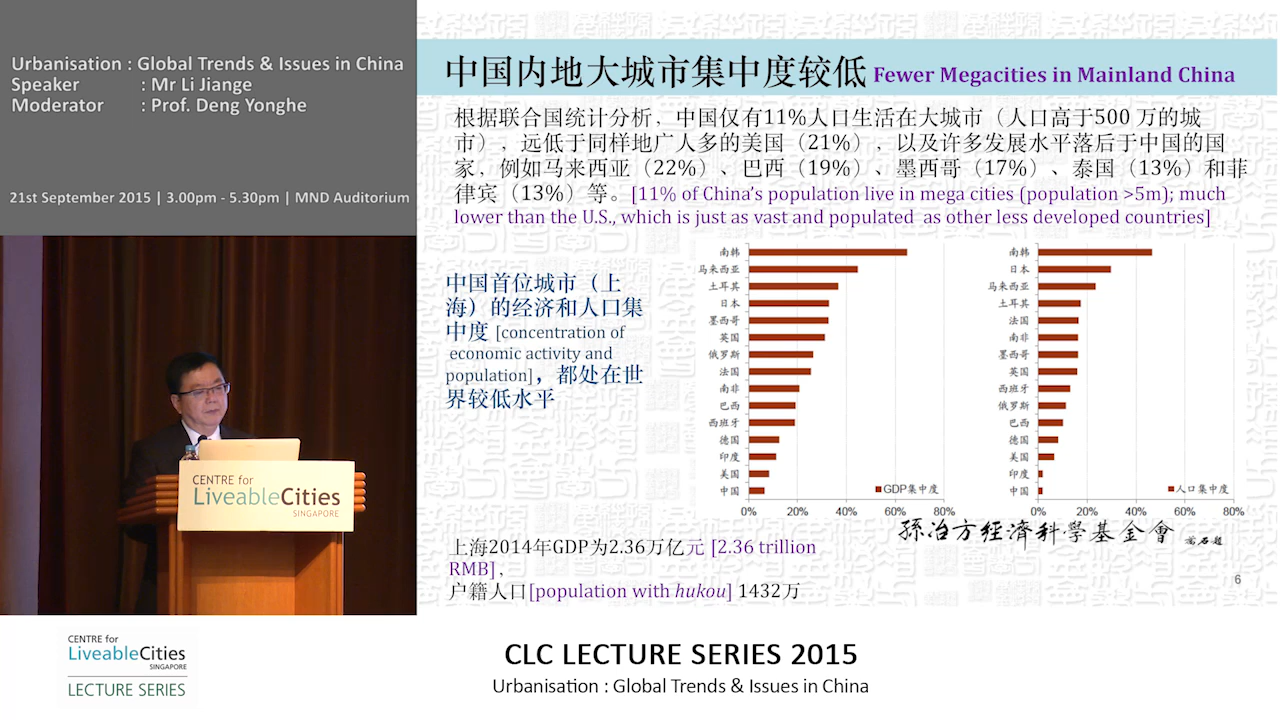 Urbanisation : Global Trends & Issues in China
Speaker : Mr Li Jiange
Moderator : Prof. Deng Yonghe
21st September 2015 | 3.00pm - 5.30pm | MND Auditorium
CENTRE for
LiveableCities
SINGAPORE
中国内地大城市集中度较低 Fewer Megacities in Mainland China
根据联合国统计分析，中国仅有11%人口生活在大城市（人口高于500 万的城
市），远低于同样地广人多的美国（21%），以及许多发展水平落后于中国的国
家，例如马来西亚（22%）、巴西（19%）、墨西哥（17%）、泰国（13%）和菲
律宾（13%）等。[11% of China's population live in mega cities (population >5m); much
lower than the U.S., which is just as vast and populated as other less developed countries]
中国首位城市（上
海）的经济和人口集
中度 [concentration of
economic activity and
population]，都处在世
界较低水平
南韩
马来西亚
土耳其
日本
墨西哥
英国
俄罗斯
法国
南非
巴西
西班牙
德国
印度
美国
中国
GDP集中度
0% 20% 40% 60% 80%
南韩
日本
马来西亚
土耳其
法国
南非
墨西哥
英国
西班牙
俄罗斯
巴西
德国
美国
印度
中国
人口集中度
0% 20% 40% 60% 80%
孫冶方經濟科學基金會
上海2014年GDP为2.36万亿元 [2.36 trillion
RMB]，
户籍人口[population with hukou] 1432万
6
CENTRE for
LiveableCities
SINGAPORE
LECTURE SERIES
CLC LECTURE SERIES 2015
Urbanisation : Global Trends & Issues in China